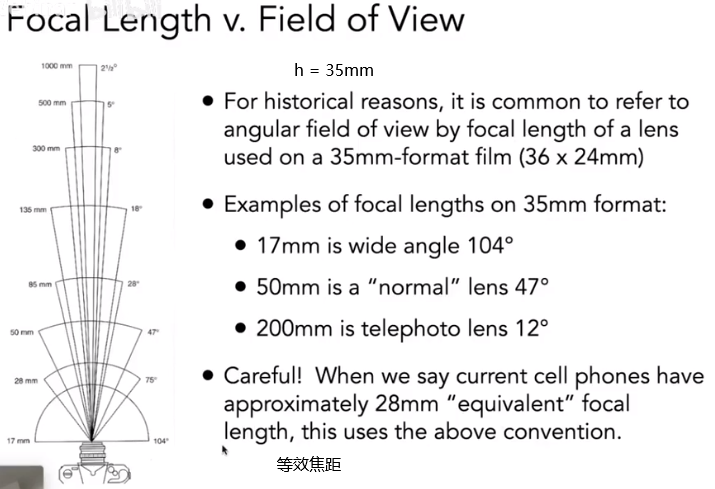 Focal Length v. Field of View
1000 mm
2½°
500 mm
5°
300 mm
8°
135 mm
18°
85 mm
28°
50 mm
47°
28 mm
75°
17 mm
104°
h = 35mm
• For historical reasons, it is common to refer to
angular field of view by focal length of a lens
used on a 35mm-format film (36 x 24mm)
• Examples of focal lengths on 35mm format:
• 17mm is wide angle 104°
• 50mm is a “normal” lens 47°
• 200mm is telephoto lens 12°
• Careful! When we say current cell phones have
approximately 28mm “equivalent” focal
length, this uses the above convention.
等效焦距